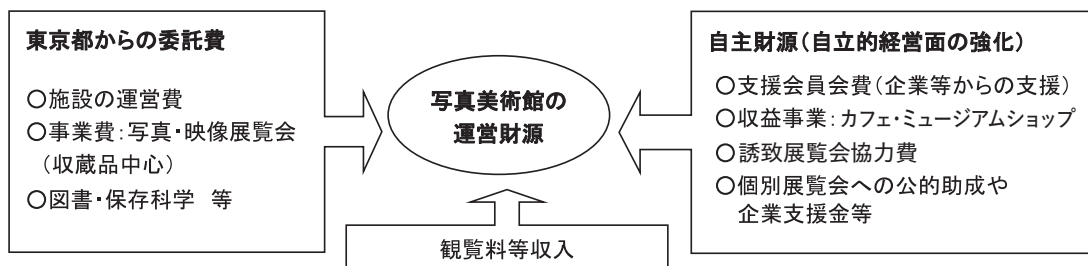 東京都からの委託費
○施設の運営費
○事業費：写真・映像展覧会
（収蔵品中心）
○図書・保存科学　等
写真美術館の
運営財源
自主財源（自立的経営面の強化）
○支援会員会費（企業等からの支援）
○収益事業：カフェ・ミュージアムショップ
○誘致展覧会協力費
○個別展覧会への公的助成や
企業支援金等
観覧料等収入